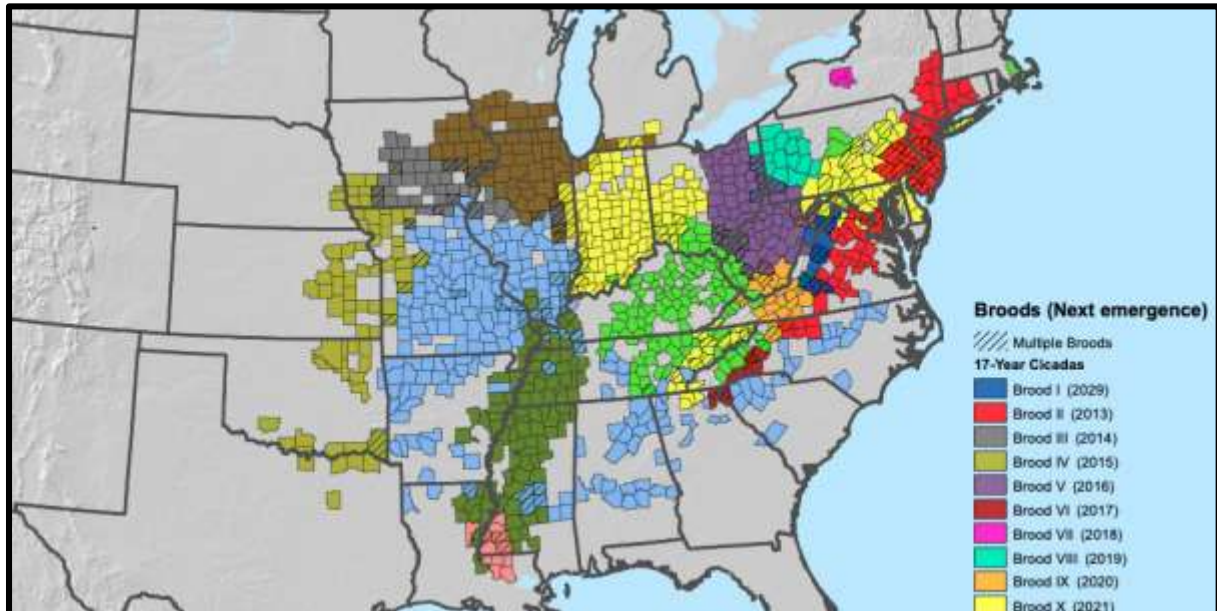 Broods (Next emergence)
Multiple Broods
17-Year Cicadas
Brood I (2029)
Brood II (2013)
Brood III (2014)
Brood IV (2015)
Brood V (2016)
Brood VI (2017)
Brood VII (2018)
Brood VIII (2019)
Brood IX (2020)
Brood X (2021)